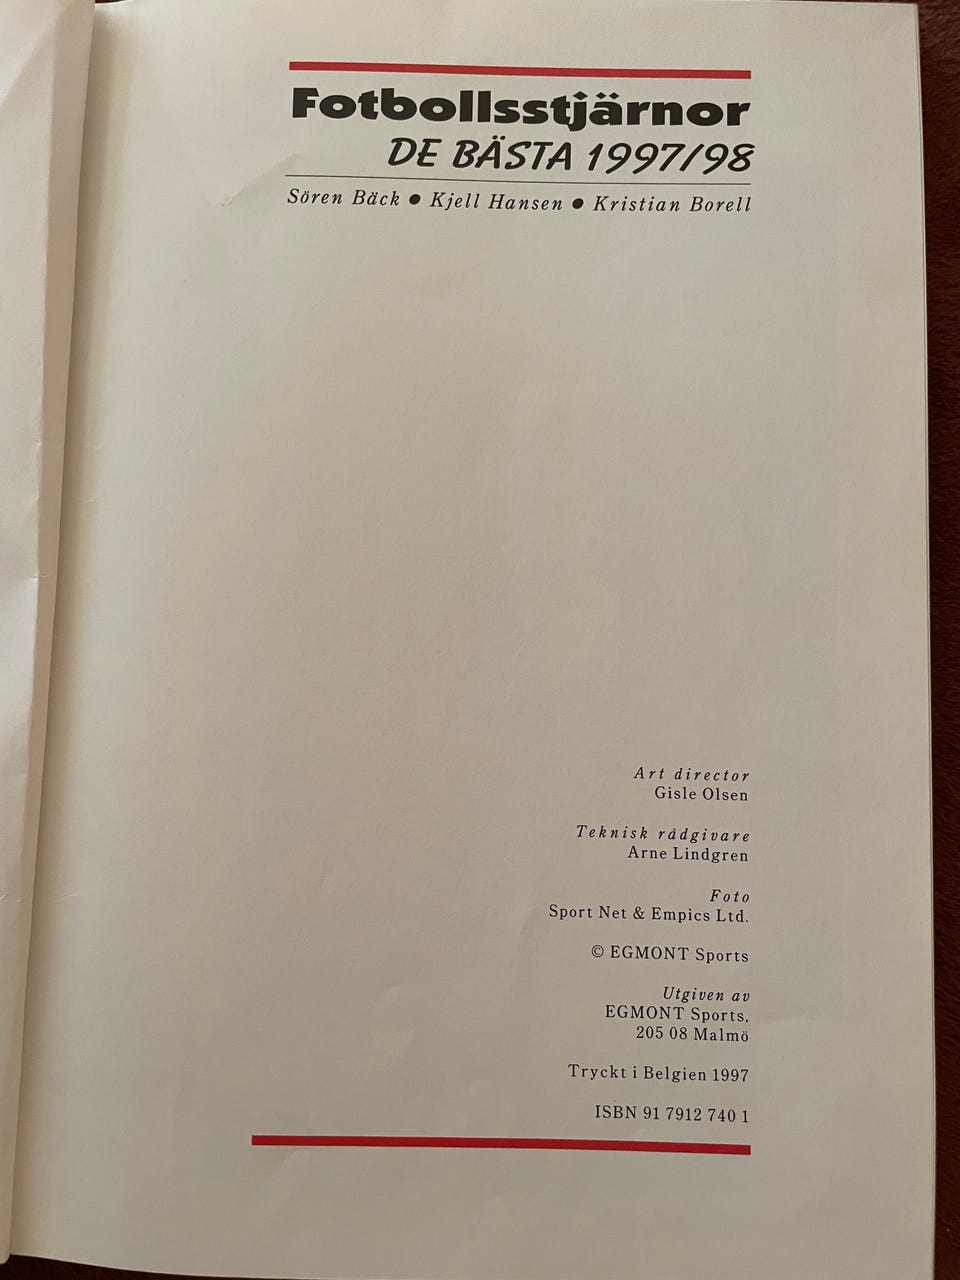 Fotbollsstjärnor
DE BÄSTA 1997/98
Sören Bäck ● Kjell Hansen ● Kristian Borell
Art director
Gisle Olsen
Teknisk rådgivare
Arne Lindgren
Foto
Sport Net & Empics Ltd.
© EGMONT Sports
Utgiven av
EGMONT Sports,
205 08 Malmö
Tryckt i Belgien 1997
ISBN 91 7912 740 1